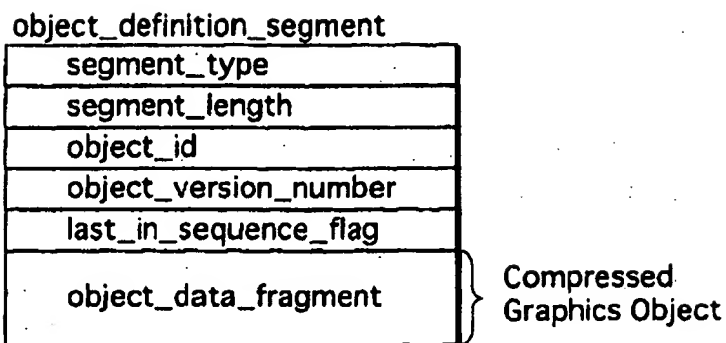 object_definition_segment
segment_type
segment_length
object_id
object_version_number
last_in_sequence_flag
object_data_fragment
Compressed
Graphics Object